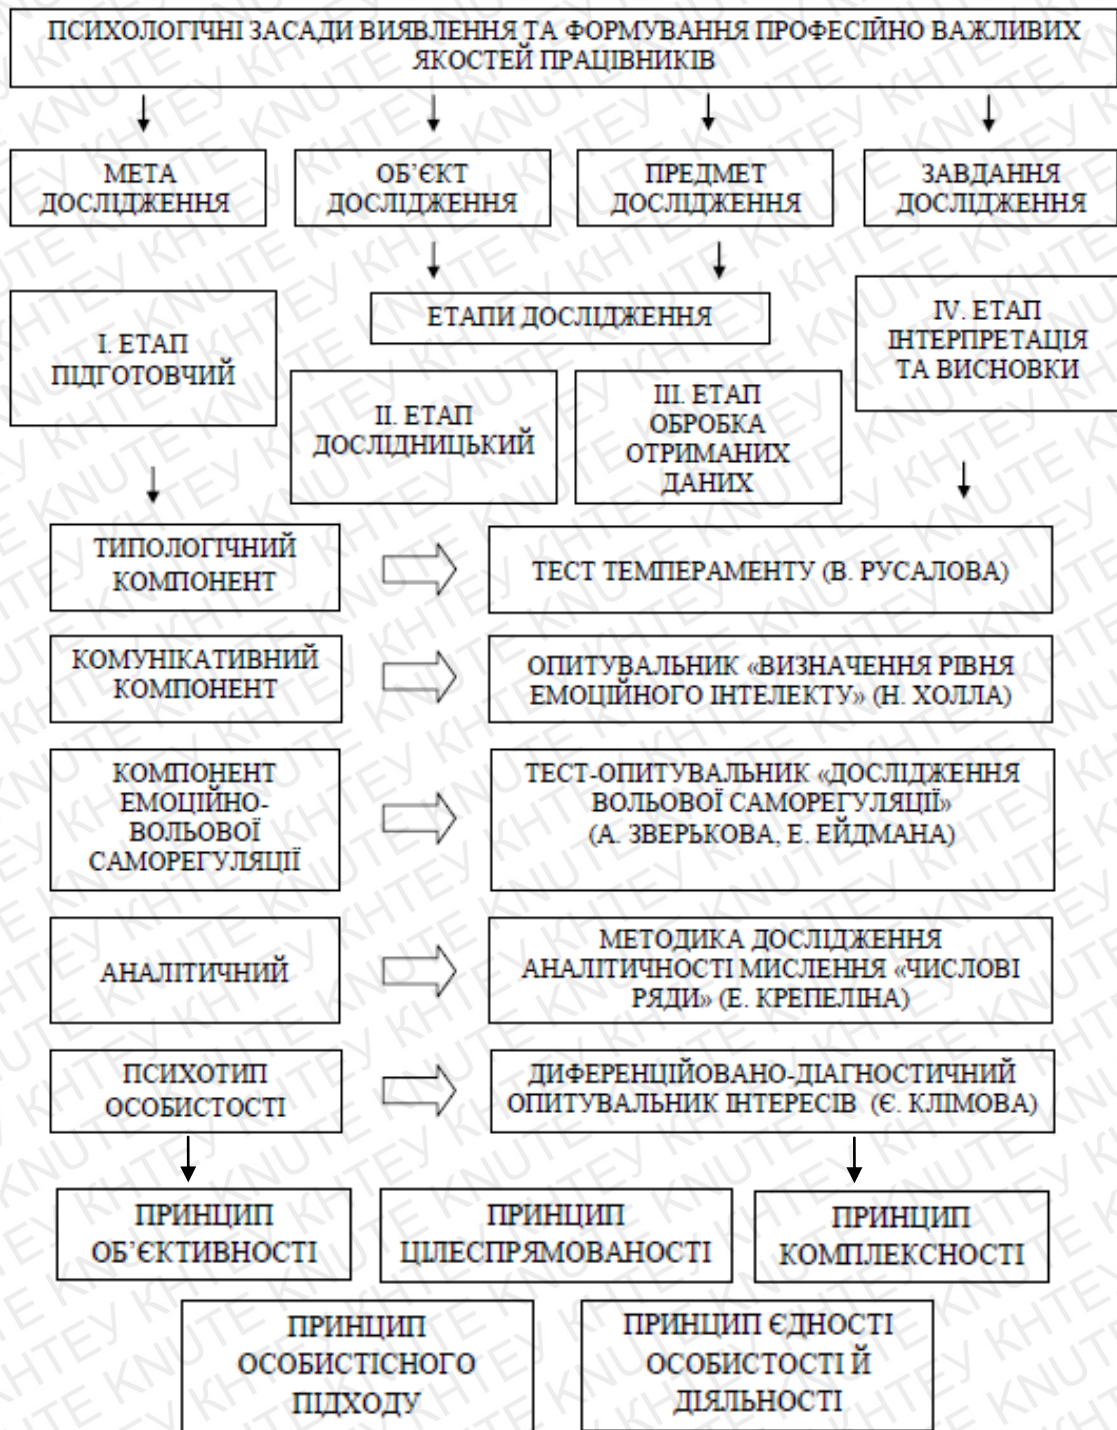 ПСИХОЛОГІЧНІ ЗАСАДИ ВИЯВЛЕННЯ ТА ФОРМУВАННЯ ПРОФЕСІЙНО ВАЖЛИВИХ
ЯКОСТЕЙ ПРАЦІВНИКІВ
МЕТА
ДОСЛІДЖЕННЯ
ОБ’ЄКТ
ДОСЛІДЖЕННЯ
ПРЕДМЕТ
ДОСЛІДЖЕННЯ
ЗАВДАННЯ
ДОСЛІДЖЕННЯ
ЕТАПИ ДОСЛІДЖЕННЯ
І. ЕТАП
ПІДГОТОВЧИЙ
ІІ. ЕТАП
ДОСЛІДНИЦЬКИЙ
ІІІ. ЕТАП
ОБРОБКА
ОТРИМАНИХ
ДАНИХ
IV. ЕТАП
ІНТЕРПРЕТАЦІЯ
ТА ВИСНОВКИ
ТИПОЛОГІЧНИЙ
КОМПОНЕНТ
ТЕСТ ТЕМПЕРАМЕНТУ (В. РУСАЛОВА)
КОМУНІКАТИВНИЙ
КОМПОНЕНТ
ОПИТУВАЛЬНИК «ВИЗНАЧЕННЯ РІВНЯ
ЕМОЦІЙНОГО ІНТЕЛЕКТУ» (Н. ХОЛЛА)
КОМПОНЕНТ
ЕМОЦІЙНО-
ВОЛЬОВОЇ
САМОРЕГУЛЯЦІЇ
ТЕСТ-ОПИТУВАЛЬНИК «ДОСЛІДЖЕННЯ
ВОЛЬОВОЇ САМОРЕГУЛЯЦІЇ»
(А. ЗВЕРЬКОВА, Е. ЕЙДМАНА)
АНАЛІТИЧНИЙ
МЕТОДИКА ДОСЛІДЖЕННЯ
АНАЛІТИЧНОСТІ МИСЛЕННЯ «ЧИСЛОВІ
РЯДИ» (Е. КРЕПЕЛІНА)
ПСИХОТИП
ОСОБИСТОСТІ
ДИФЕРЕНЦІЙОВАНО-ДІАГНОСТИЧНИЙ
ОПИТУВАЛЬНИК ІНТЕРЕСІВ (Є. КЛІМОВА)
ПРИНЦИП
ОБ’ЄКТИВНОСТІ
ПРИНЦИП
ЦІЛЕСПРЯМОВАНОСТІ
ПРИНЦИП
КОМПЛЕКСНОСТІ
ПРИНЦИП
ОСОБИСТІСНОГО
ПІДХОДУ
ПРИНЦИП ЄДНОСТІ
ОСОБИСТОСТІ Й
ДІЯЛЬНОСТІ